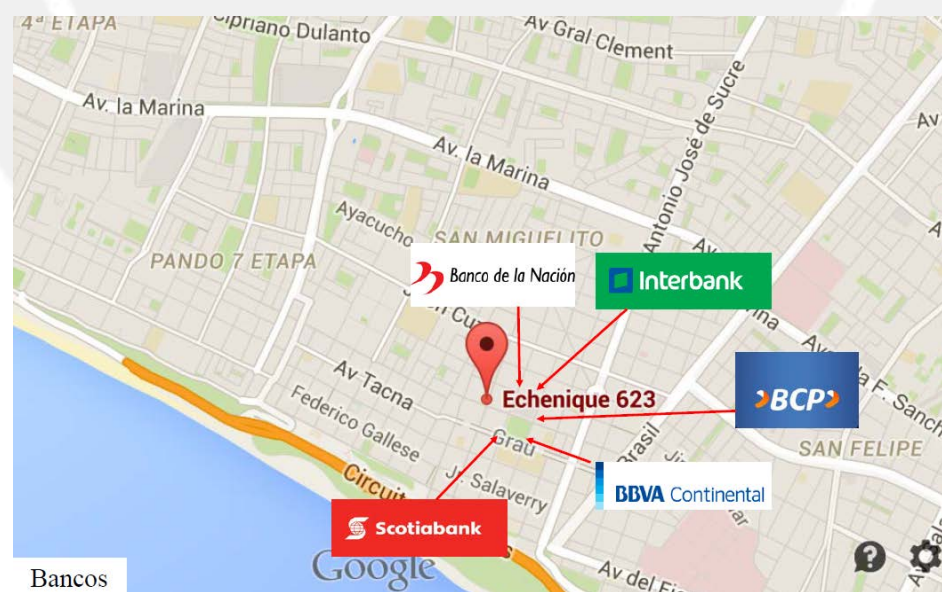 4ª ETAPA
Cipriano Dulanto
Av Gral Clement
Av. la Marina
Antonio José de Sucre
Av
Av. la Marina
Ayacucho
SAN MIGUELITO
PANDO 7 ETAPA
Banco de la Nación
Interbank
Echenique 623
BCP
Av Tacna
Federico Gallese
Grau
Brasil
SAN FELIPE
Jr. Salaverry
BBVA Continental
Scotiabank
Google
Av del
Bancos